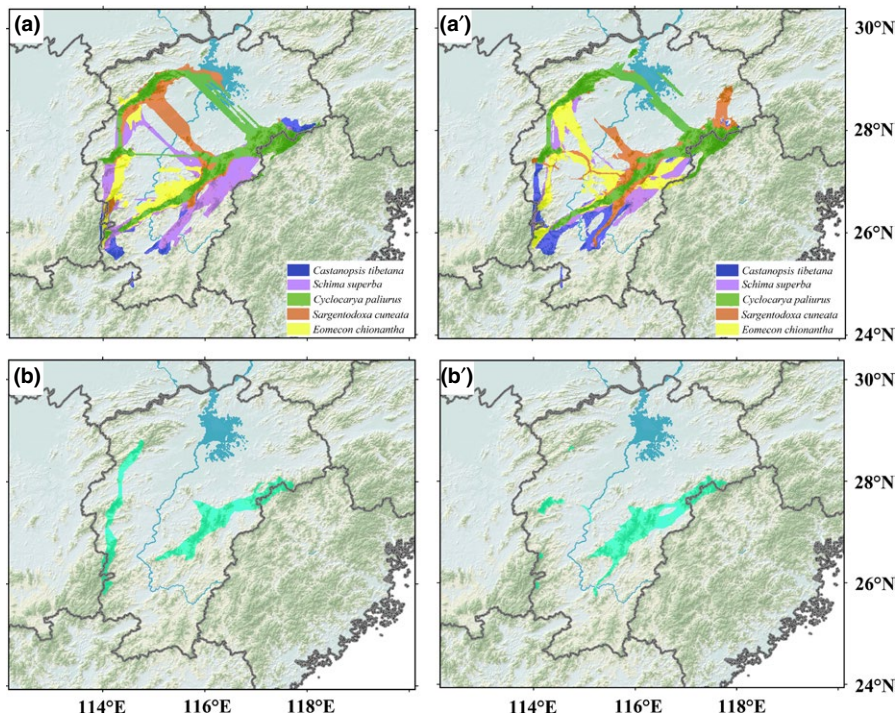 (a)
Castanopsis tibetana
Schima superba
Cyclocarya paliurus
Sargentodoxa cuneata
Eomecon chionantha
(a′)
Castanopsis tibetana
Schima superba
Cyclocarya paliurus
Sargentodoxa cuneata
Eomecon chionantha
30°N
28°N
26°N
24°N
(b)
(b′)
30°N
28°N
26°N
24°N
114°E 116°E 118°E
114°E 116°E 118°E